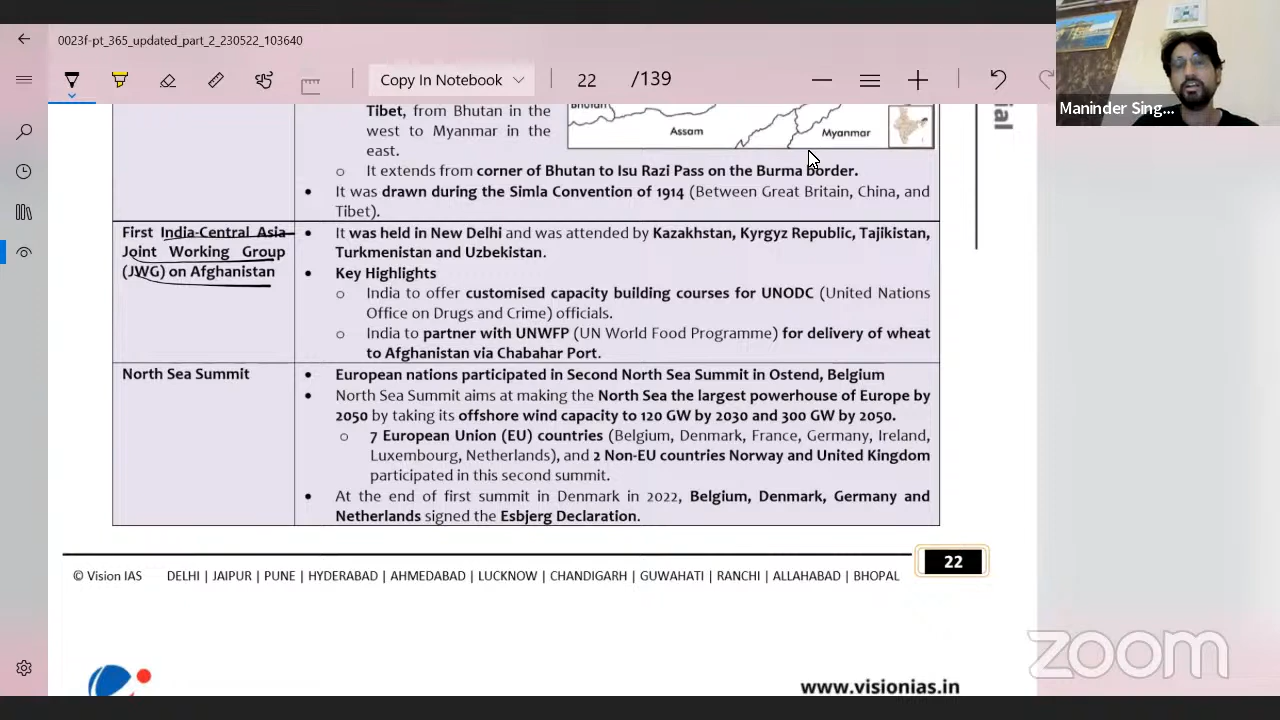 0023f-pt_365_updated_part_2_230522_103640
Copy In Notebook
22 /139
Maninder Sing...
Tibet, from Bhutan in the
west to Myanmar in the
east.
Bhutan
Assam
Myanmar
ial
o It extends from corner of Bhutan to Isu Razi Pass on the Burma border.
• It was drawn during the Simla Convention of 1914 (Between Great Britain, China, and
Tibet).
First India-Central Asia
Joint Working Group
(JWG) on Afghanistan
• It was held in New Delhi and was attended by Kazakhstan, Kyrgyz Republic, Tajikistan,
Turkmenistan and Uzbekistan.
• Key Highlights
o India to offer customised capacity building courses for UNODC (United Nations
Office on Drugs and Crime) officials.
o India to partner with UNWFP (UN World Food Programme) for delivery of wheat
to Afghanistan via Chabahar Port.
North Sea Summit
• European nations participated in Second North Sea Summit in Ostend, Belgium
• North Sea Summit aims at making the North Sea the largest powerhouse of Europe by
2050 by taking its offshore wind capacity to 120 GW by 2030 and 300 GW by 2050.
o 7 European Union (EU) countries (Belgium, Denmark, France, Germany, Ireland,
Luxembourg, Netherlands), and 2 Non-EU countries Norway and United Kingdom
participated in this second summit.
• At the end of first summit in Denmark in 2022, Belgium, Denmark, Germany and
Netherlands signed the Esbjerg Declaration.
22
© Vision IAS DELHI | JAIPUR | PUNE | HYDERABAD | AHMEDABAD | LUCKNOW | CHANDIGARH | GUWAHATI | RANCHI | ALLAHABAD | BHOPAL
zoom
www.visionias.in